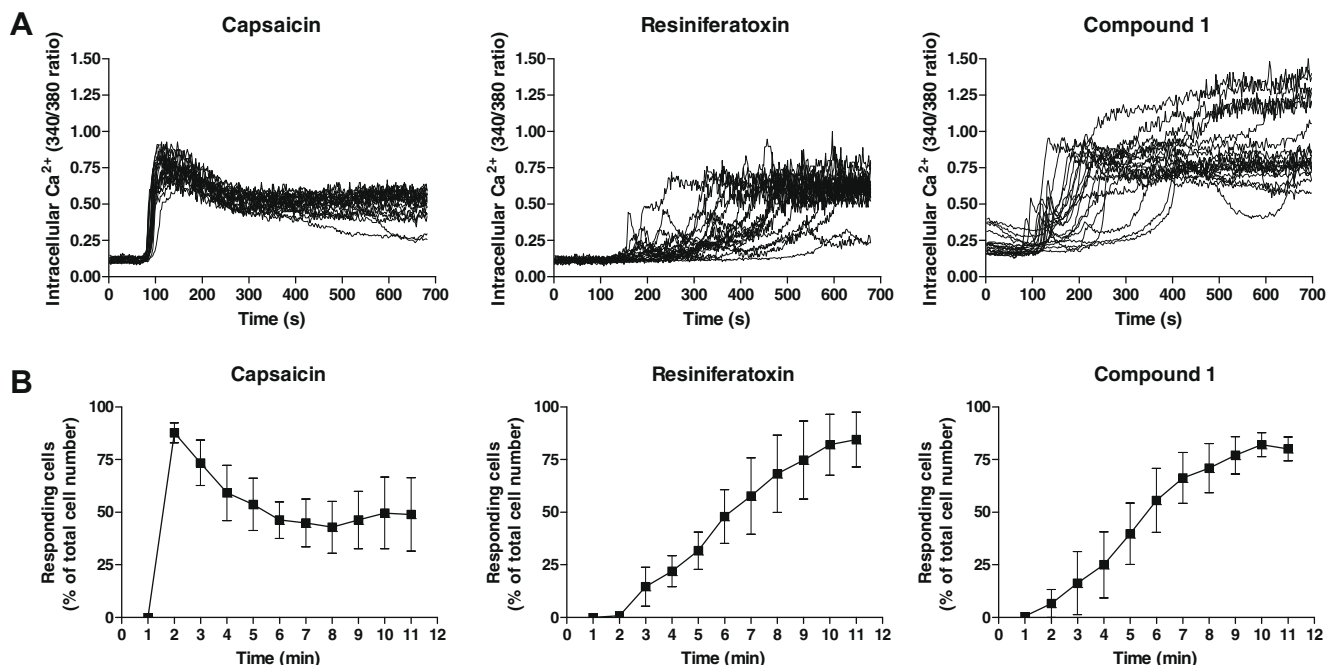 A
Capsaicin
Intracellular Ca²⁺ (340/380 ratio)
1.50
1.25
1.00
0.75
0.50
0.25
0.00
0 100 200 300 400 500 600 700
Time (s)
Resiniferatoxin
Intracellular Ca²⁺ (340/380 ratio)
1.50
1.25
1.00
0.75
0.50
0.25
0.00
0 100 200 300 400 500 600 700
Time (s)
Compound 1
Intracellular Ca²⁺ (340/380 ratio)
1.50
1.25
1.00
0.75
0.50
0.25
0.00
0 100 200 300 400 500 600 700
Time (s)
B
Capsaicin
Responding cells
(% of total cell number)
100
75
50
25
0
0 1 2 3 4 5 6 7 8 9 10 11 12
Time (min)
Resiniferatoxin
Responding cells
(% of total cell number)
100
75
50
25
0
0 1 2 3 4 5 6 7 8 9 10 11 12
Time (min)
Compound 1
Responding cells
(% of total cell number)
100
75
50
25
0
0 1 2 3 4 5 6 7 8 9 10 11 12
Time (min)